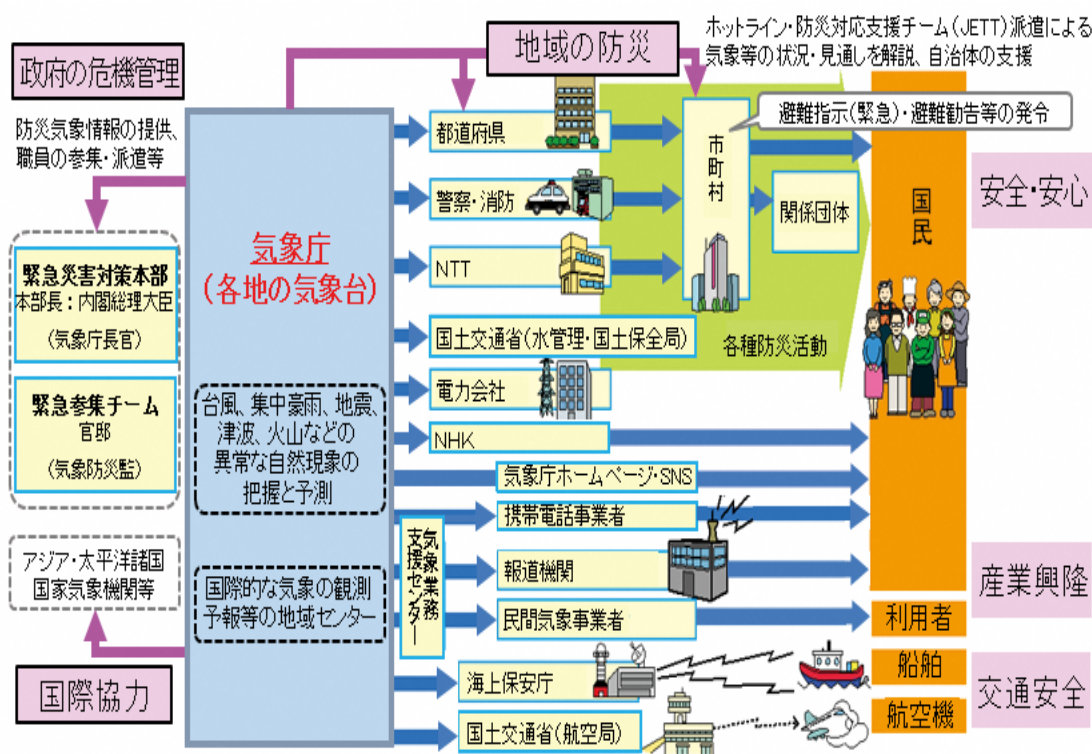 政府の危機管理
防災気象情報の提供、
職員の参集・派遣等
緊急災害対策本部
本部長：内閣総理大臣
(気象庁長官)
緊急参集チーム
官邸
(気象防災監)
アジア・太平洋諸国
国家気象機関等
国際協力
気象庁
(各地の気象台)
台風、集中豪雨、地震、
津波、火山などの
異常な自然現象の
把握と予測
国際的な気象の観測
予報等の地域センター
地域の防災
ホットライン・防災対応支援チーム(JETT)派遣による
気象等の状況・見通しを解説、自治体の支援
避難指示(緊急)・避難勧告等の発令
都道府県
警察・消防
NTT
国土交通省(水管理・国土保全局)
電力会社
NHK
気象庁ホームページ・SNS
気象業務
支援センター
携帯電話事業者
報道機関
民間気象事業者
海上保安庁
国土交通省(航空局)
市町村
関係団体
各種防災活動
国民
利用者
船舶
航空機
安全・安心
産業興隆
交通安全